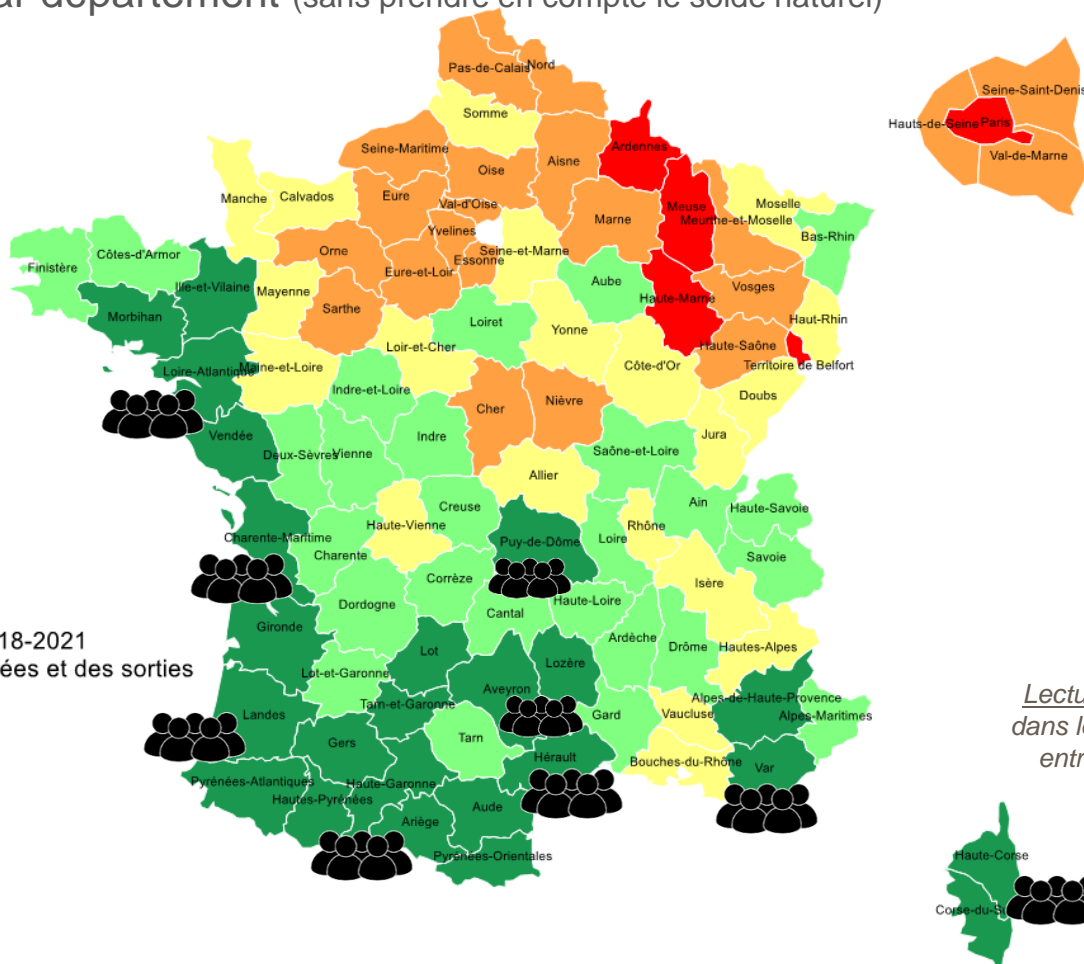 ar département (sans prendre en compte le solde naturel)
Pas-de-Calais
Nord
Somme
Seine-Saint-Denis
Hauts-de-Seine
Paris
Val-de-Marne
Ardennes
Seine-Maritime
Aisne
Oise
Manche
Calvados
Eure
Val-d'Oise
Meuse
Moselle
Marne
Meurthe-et-Moselle
Yvelines
Bas-Rhin
Orne
Seine-et-Marne
Côtes-d'Armor
Essonne
Finistère
Eure-et-Loir
Aube
Ille-et-Vilaine
Mayenne
Vosges
Haute-Marne
Sarthe
Morbihan
Loiret
Haut-Rhin
Yonne
Loir-et-Cher
Haute-Saône
Maine-et-Loire
Côte-d'Or
Territoire de Belfort
Loire-Atlantique
Indre-et-Loire
Doubs
Nièvre
Cher
Vendée
Indre
Jura
Deux-Sèvres
Vienne
Saône-et-Loire
Allier
Ain
Creuse
Haute-Savoie
Haute-Vienne
Rhône
Charente-Maritime
Puy-de-Dôme
Loire
Charente
Savoie
Corrèze
Isère
Haute-Loire
Dordogne
Cantal
Gironde
Ardèche
18-2021
Drôme
Hautes-Alpes
Lot
Lozère
ées et des sorties
Lot-et-Garonne
Aveyron
Alpes-de-Haute-Provence
Lectu
Tarn-et-Garonne
Landes
Gard
Vaucluse
Alpes-Maritimes
dans l
Tarn
Gers
Hérault
Bouches-du-Rhône
Var
entr
Pyrénées-Atlantiques
Haute-Garonne
Hautes-Pyrénées
Aude
Ariège
Pyrénées-Orientales
Haute-Corse
Corse-du-S